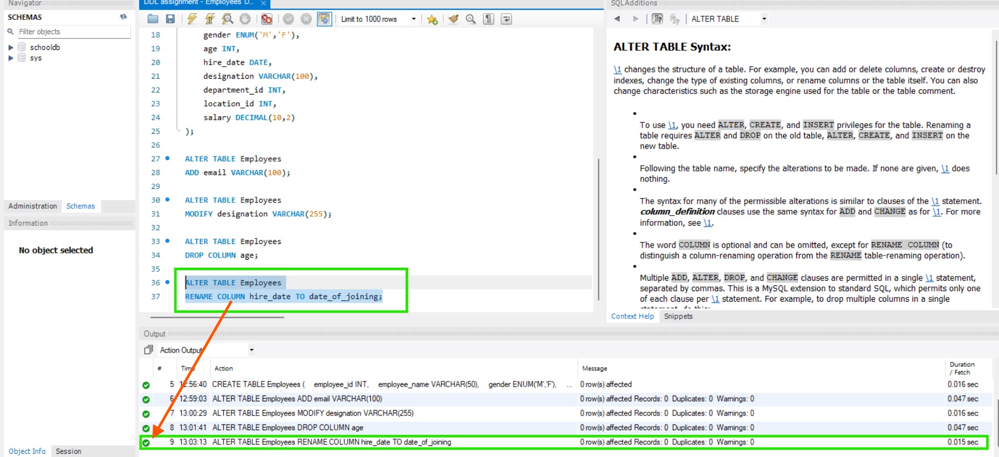 Navigator
SCHEMAS
Filter objects
schooldb
sys
Administration Schemas
Information
No object selected
Object Info Session
DDL assignment - Employees D... ×
Limit to 1000 rows
18 gender ENUM('M','F'),
19 age INT,
20 hire_date DATE,
21 designation VARCHAR(100),
22 department_id INT,
23 location_id INT,
24 salary DECIMAL(10,2)
25 );
26
27 ALTER TABLE Employees
28 ADD email VARCHAR(100);
29
30 ALTER TABLE Employees
31 MODIFY designation VARCHAR(255);
32
33 ALTER TABLE Employees
34 DROP COLUMN age;
35
36 ALTER TABLE Employees
37 RENAME COLUMN hire_date TO date_of_joining;
SQLAdditions
ALTER TABLE
ALTER TABLE Syntax:
\1 changes the structure of a table. For example, you can add or delete columns, create or destroy
indexes, change the type of existing columns, or rename columns or the table itself. You can also
change characteristics such as the storage engine used for the table or the table comment.
•
To use \1, you need ALTER, CREATE, and INSERT privileges for the table. Renaming a
table requires ALTER and DROP on the old table, ALTER, CREATE, and INSERT on the
new table.
•
Following the table name, specify the alterations to be made. If none are given, \1 does
nothing.
•
The syntax for many of the permissible alterations is similar to clauses of the \1 statement.
column_definition clauses use the same syntax for ADD and CHANGE as for \1. For more
information, see \1.
•
The word COLUMN is optional and can be omitted, except for RENAME COLUMN (to
distinguish a column-renaming operation from the RENAME table-renaming operation).
•
Multiple ADD, ALTER, DROP, and CHANGE clauses are permitted in a single \1 statement,
separated by commas. This is a MySQL extension to standard SQL, which permits only one
of each clause per \1 statement. For example, to drop multiple columns in a single
statement, do this:
Context Help Snippets
Output
Action Output
# Time Action Message Duration / Fetch
5 12:56:40 CREATE TABLE Employees ( employee_id INT, employee_name VARCHAR(50), gender ENUM('M','F'), ... 0 row(s) affected 0.016 sec
6 12:59:03 ALTER TABLE Employees ADD email VARCHAR(100) 0 row(s) affected Records: 0 Duplicates: 0 Warnings: 0 0.047 sec
7 13:00:29 ALTER TABLE Employees MODIFY designation VARCHAR(255) 0 row(s) affected Records: 0 Duplicates: 0 Warnings: 0 0.016 sec
8 13:01:41 ALTER TABLE Employees DROP COLUMN age 0 row(s) affected Records: 0 Duplicates: 0 Warnings: 0 0.047 sec
9 13:03:13 ALTER TABLE Employees RENAME COLUMN hire_date TO date_of_joining 0 row(s) affected Records: 0 Duplicates: 0 Warnings: 0 0.015 sec